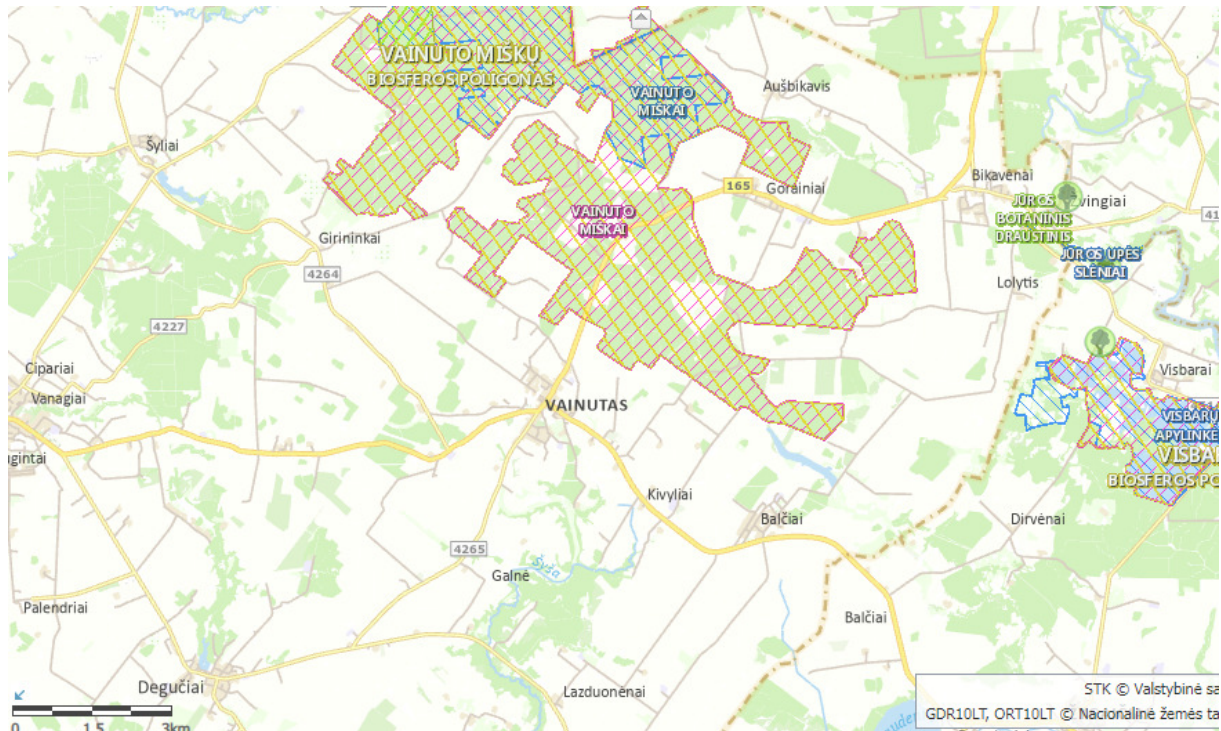 VAINUTO MIŠKŲ
BIOSFEROS POLIGONAS
VAINUTO
MIŠKAI
Aušbikavis
Šyliai
165
Gorainiai
Bikavėnai
JŪROS
BOTANINIS
DRAUSTINIS
vingiai
VAINUTO
MIŠKAI
Girininkai
4264
JŪROS UPĖS
SLĖNIAI
Lolytis
4227
Cipariai
Vanagiai
VAINUTAS
Visbarai
VISBARŲ
APYLINKĖ
VISBA
BIOSFEROS PO
gintai
Kivyliai
Balčiai
Dirvėnai
4265
Šyša
Galnė
Palendriai
Balčiai
Degučiai
Lazduonėnai
0 1.5 3km
STK © Valstybinė sa
GDR10LT, ORT10LT © Nacionalinė žemės ta